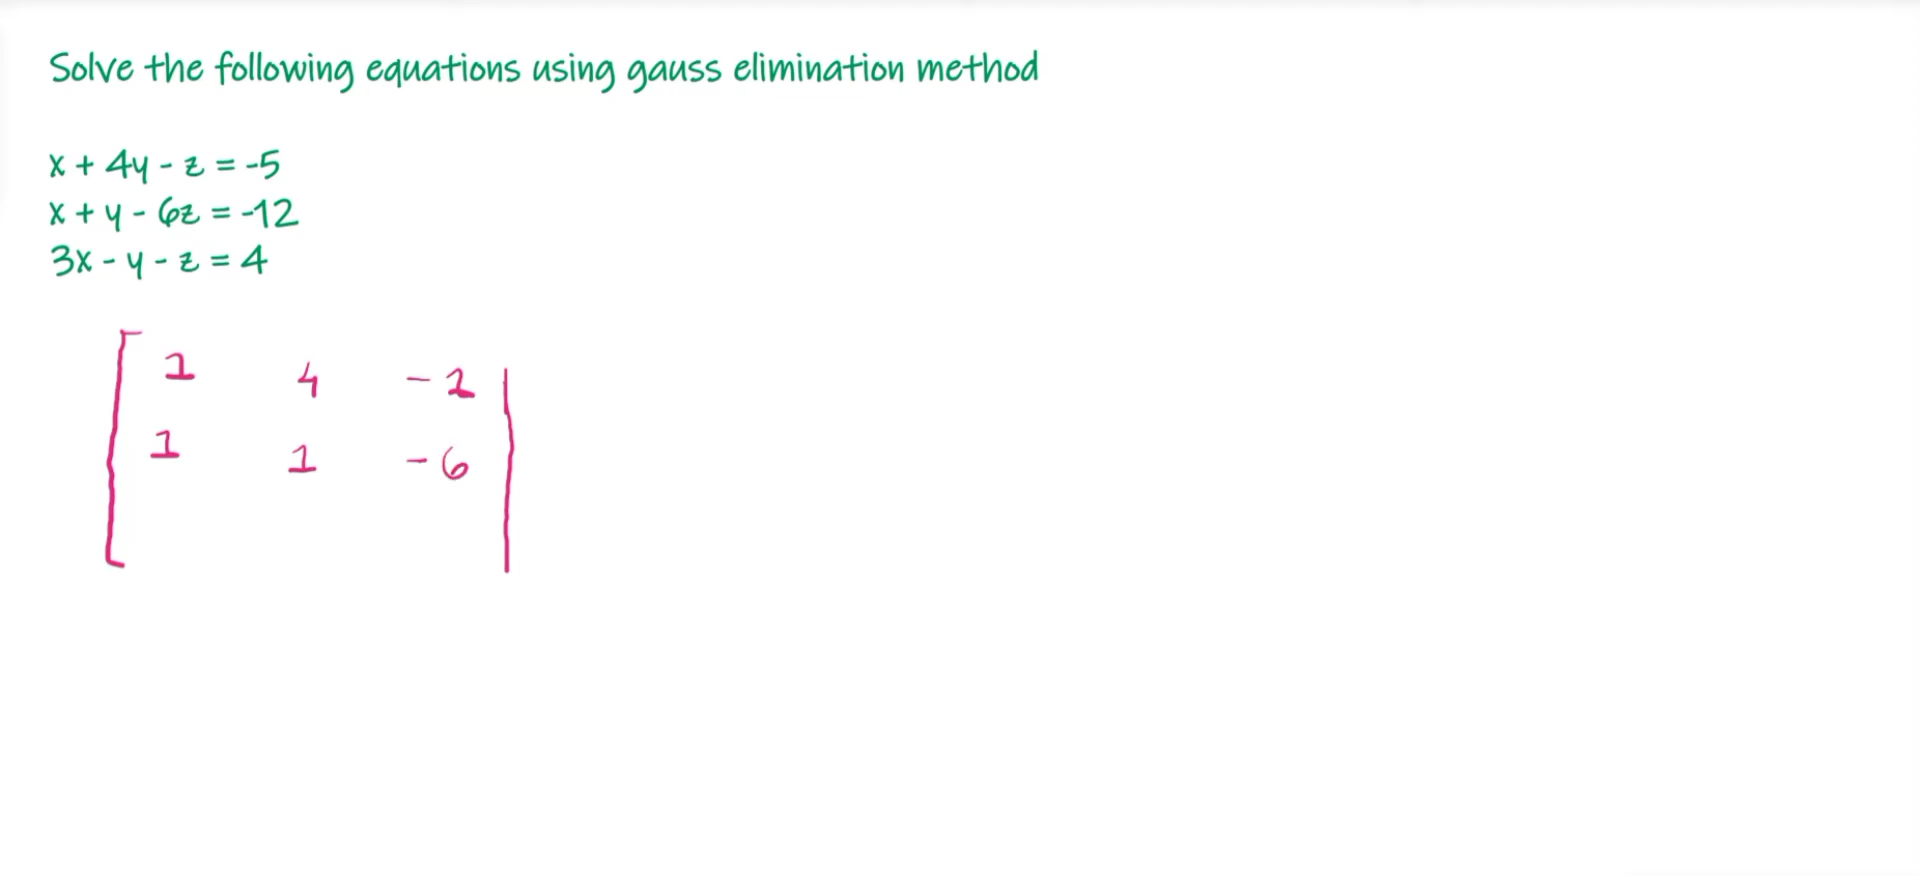 Solve the following equations using gauss elimination method
x + 4y - z = -5
x + y - 6z = -12
3x - y - z = 4
1 4 -1
1 1 -6